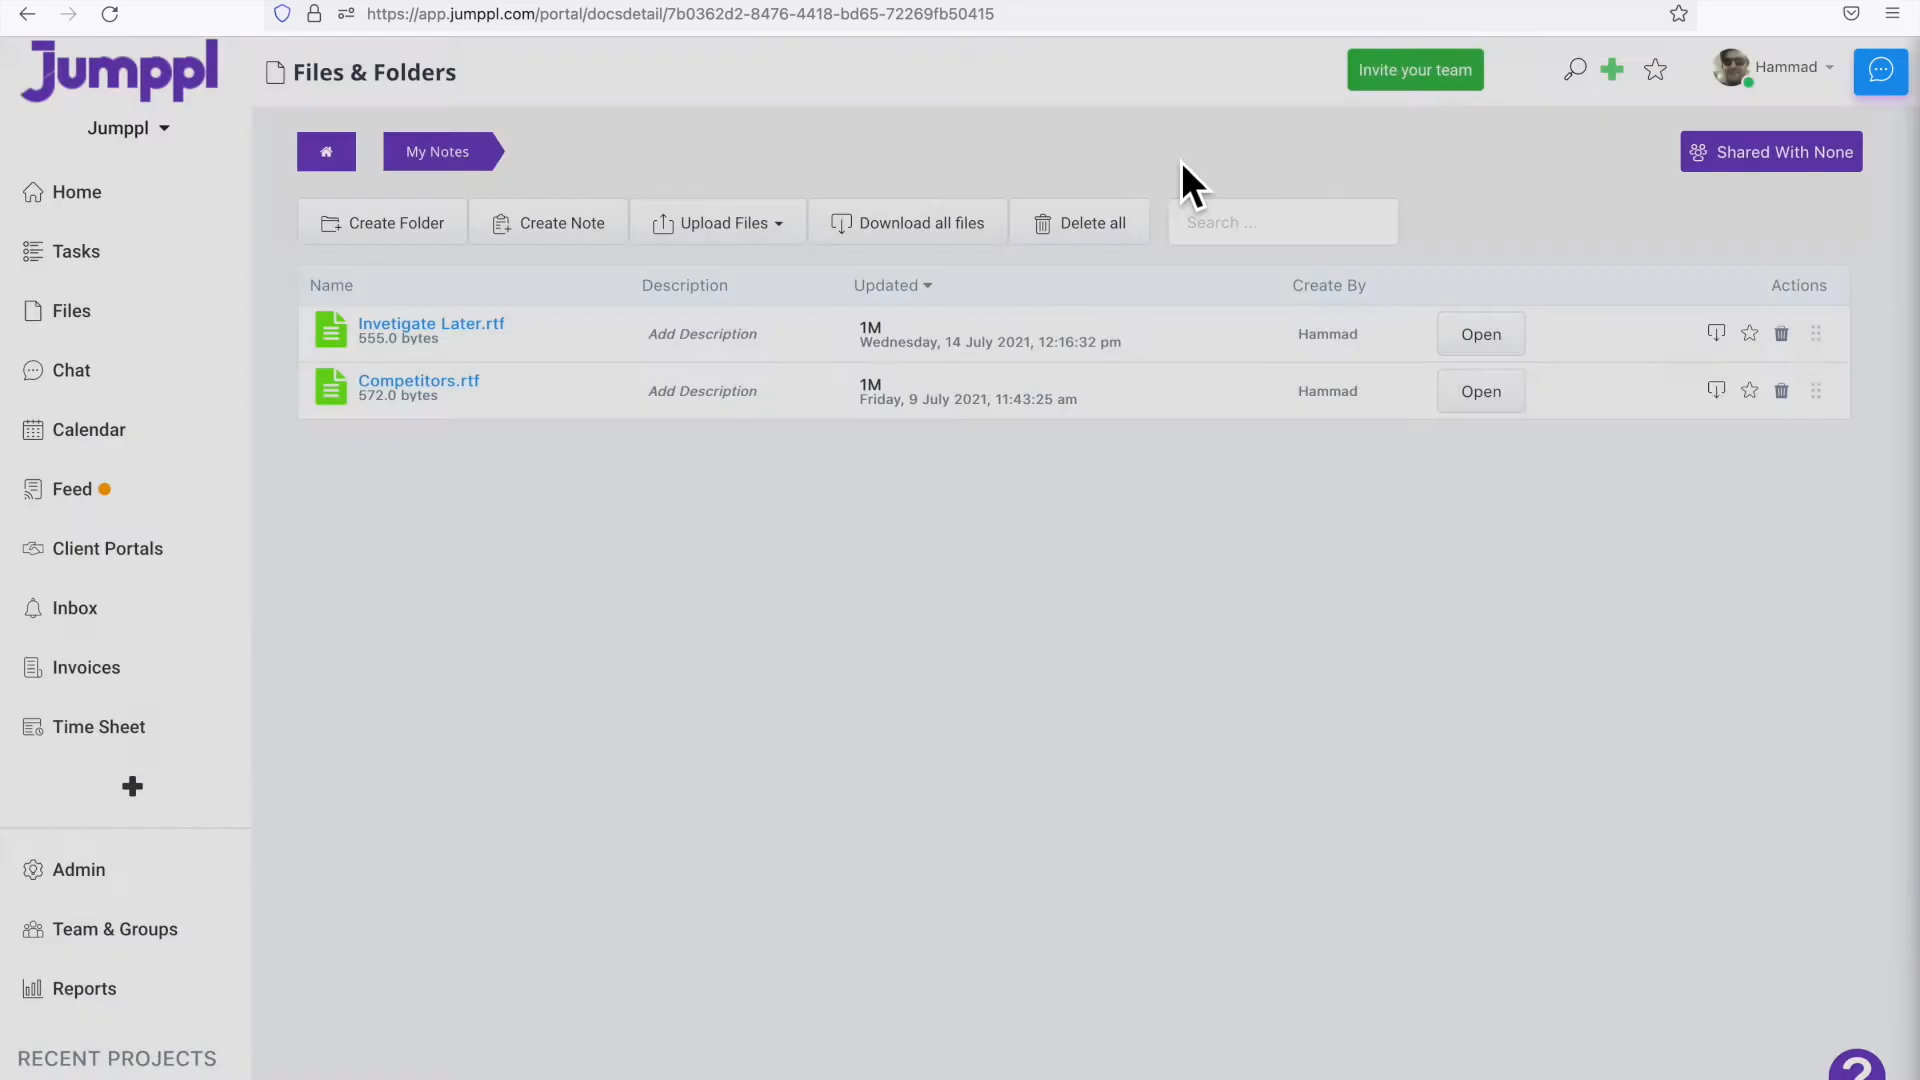 https://app.jumppl.com/portal/docsdetail/7b0362d2-8476-4418-bd65-72269fb50415
Jumppl
Files & Folders
Invite your team
Hammad
Jumppl
My Notes
Shared With None
Create Folder
Create Note
Upload Files
Download all files
Delete all
Search ...
Name
Description
Updated
Create By
Actions
Invetigate Later.rtf
555.0 bytes
Add Description
1M
Wednesday, 14 July 2021, 12:16:32 pm
Hammad
Open
Competitors.rtf
572.0 bytes
Add Description
1M
Friday, 9 July 2021, 11:43:25 am
Hammad
Open
Home
Tasks
Files
Chat
Calendar
Feed
Client Portals
Inbox
Invoices
Time Sheet
Admin
Team & Groups
Reports
RECENT PROJECTS
?